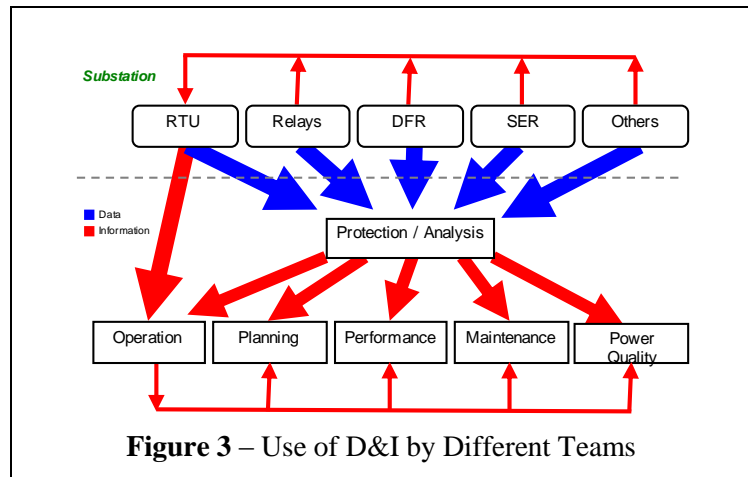 Substation
RTU
Relays
DFR
SER
Others
Data
Information
Protection / Analysis
Operation
Planning
Performance
Maintenance
Power
Quality
Figure 3 – Use of D&I by Different Teams